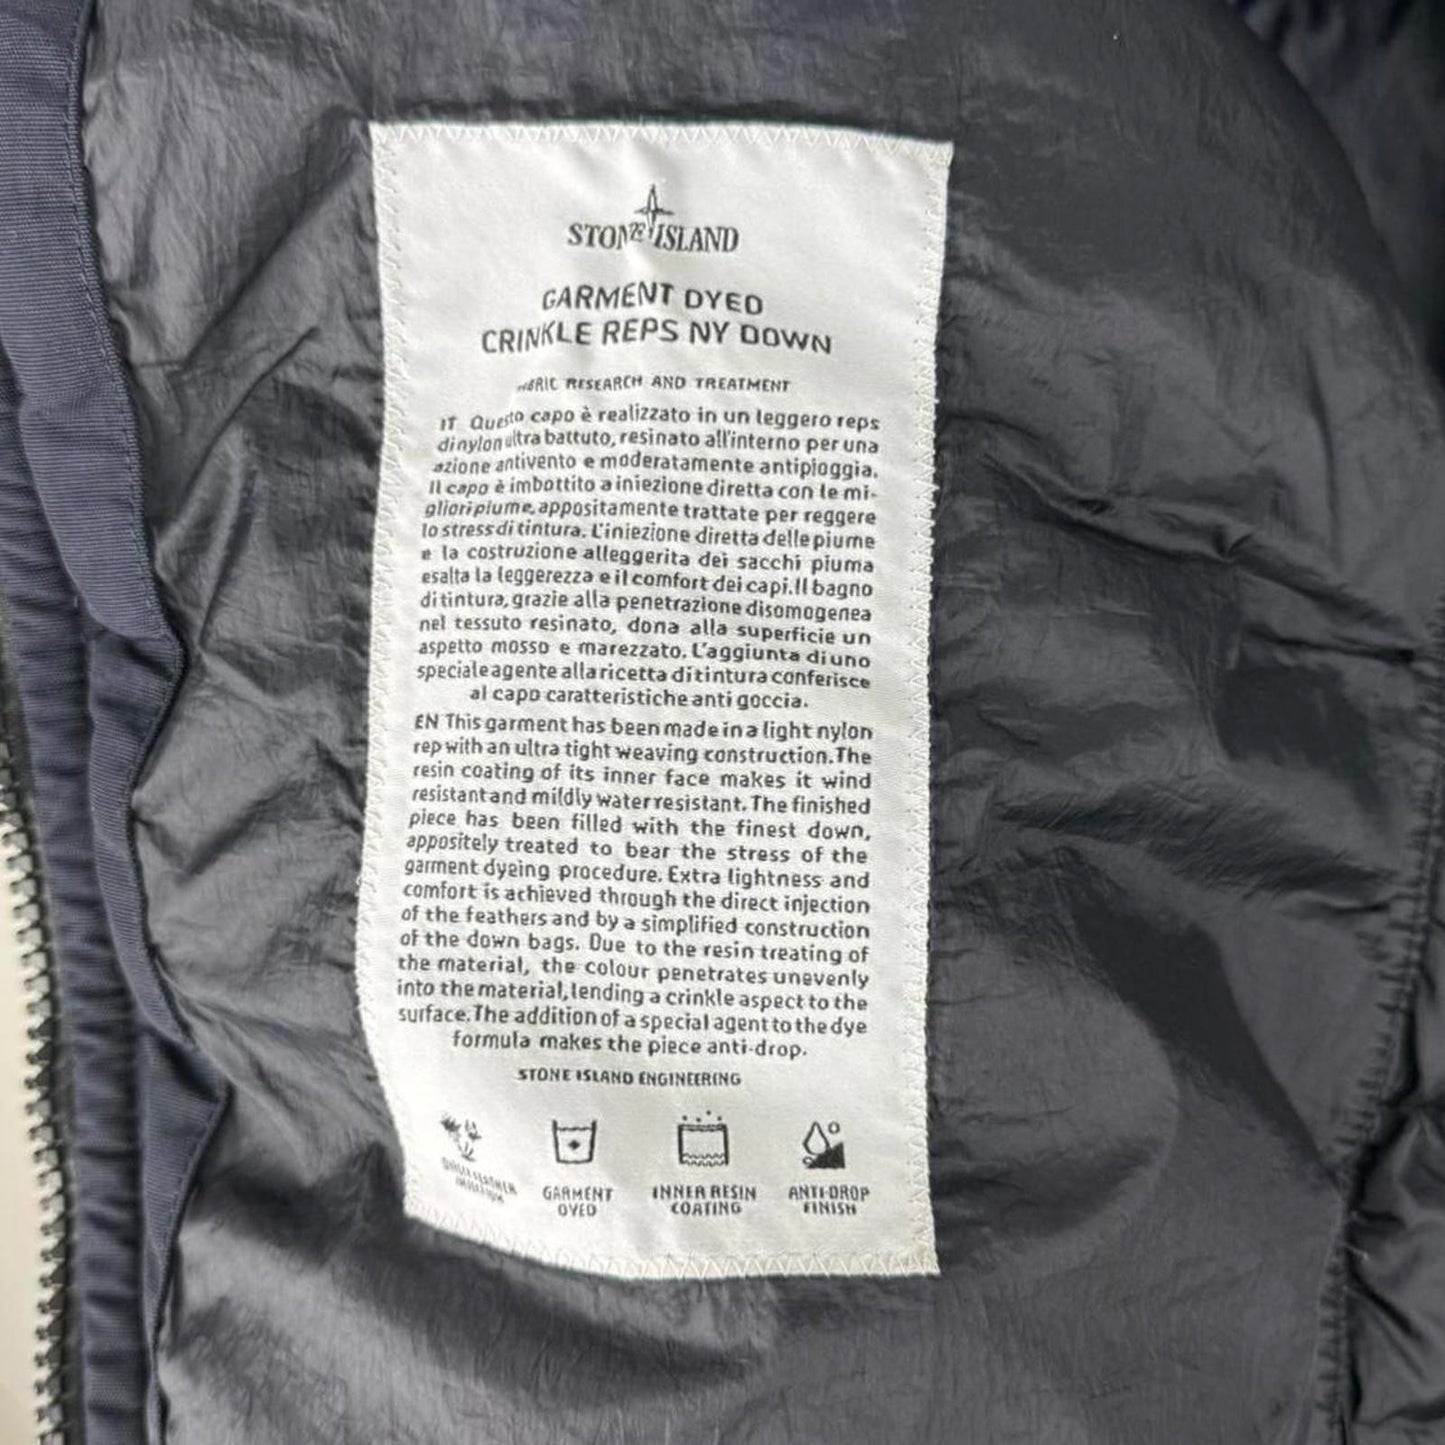 STONE ISLAND
GARMENT DYED
CRINKLE REPS NY DOWN
RESEARCH AND TREATMENT
IT Questo capo è realizzato in un leggero reps
di nylon ultra battuto, resinato all'interno per una
azione antivento e moderatamente antipioggia.
Il capo è imbottito a iniezione diretta con le mi-
gliori piume, appositamente trattate per reggere
lo stress di tintura. L'iniezione diretta delle piume
e la costruzione alleggerita dei sacchi piuma
esalta la leggerezza e il comfort dei capi. Il bagno
di tintura, grazie alla penetrazione disomogenea
nel tessuto resinato, dona alla superficie un
aspetto mosso e marezzato. L'aggiunta di uno
speciale agente alla ricetta di tintura conferisce
al capo caratteristiche anti goccia.
EN This garment has been made in a light nylon
rep with an ultra tight weaving construction. The
resin coating of its inner face makes it wind
resistant and mildly water resistant. The finished
piece has been filled with the finest down,
appositely treated to bear the stress of the
garment dyeing procedure. Extra lightness and
comfort is achieved through the direct injection
of the feathers and by a simplified construction
of the down bags. Due to the resin treating of
the material, the colour penetrates unevenly
into the material, lending a crinkle aspect to the
surface. The addition of a special agent to the dye
formula makes the piece anti-drop.
STONE ISLAND ENGINEERING
GARMENT
DYED
INNER RESIN
COATING
ANTI-DROP
FINISH